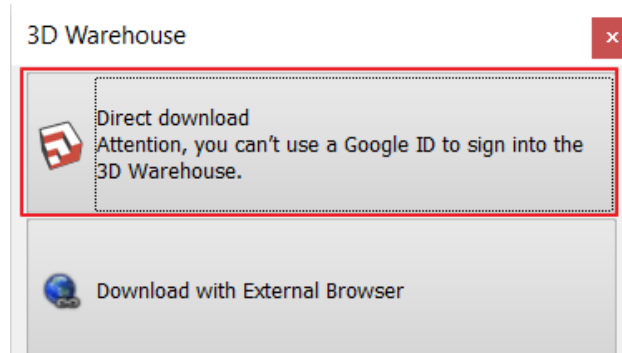 3D Warehouse
Direct download
Attention, you can’t use a Google ID to sign into the
3D Warehouse.
Download with External Browser